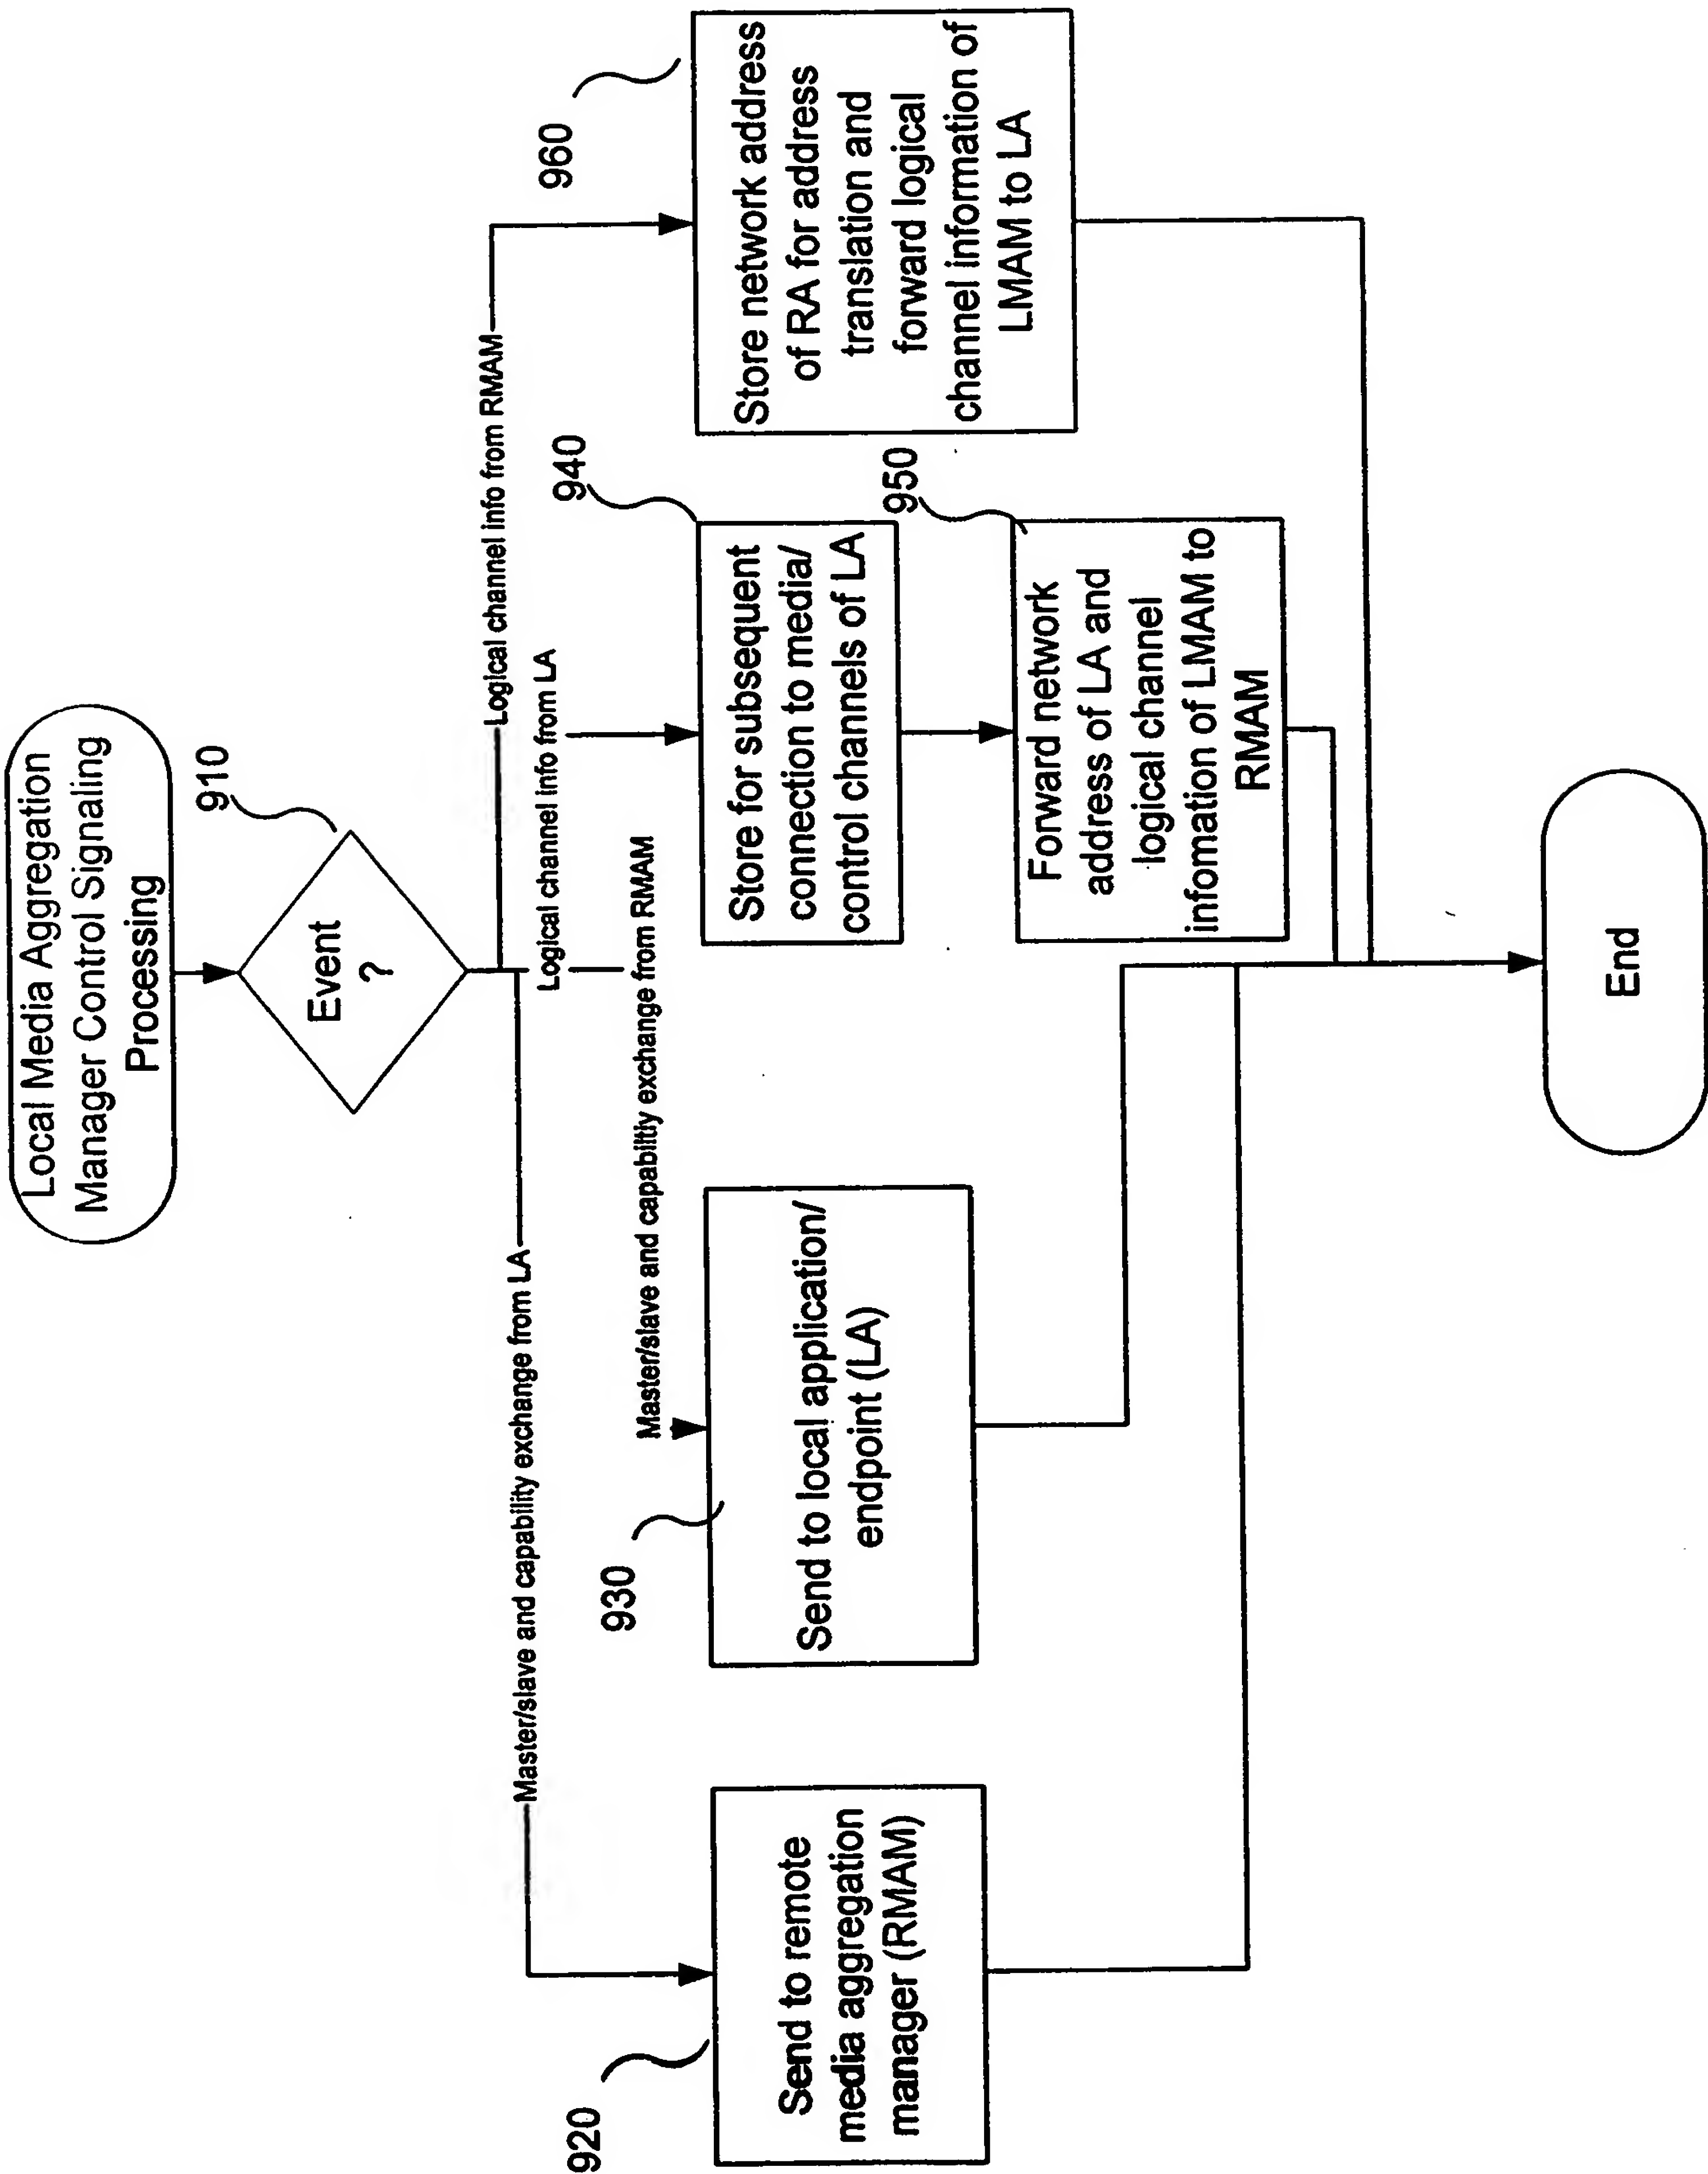 Local Media Aggregation
Manager Control Signaling
Processing
910
Event
?
Master/slave and capability exchange from LA
Master/slave and capabiltiy exchange from RMAM
Logical channel info from LA
Logical channel info from RMAM
920
Send to remote
media aggregation
manager (RMAM)
930
Send to local application/
endpoint (LA)
940
Store for subsequent
connection to media/
control channels of LA
950
Forward network
address of LA and
logical channel
infomation of LMAM to
RMAM
960
Store network address
of RA for address
translation and
forward logical
channel information of
LMAM to LA
End